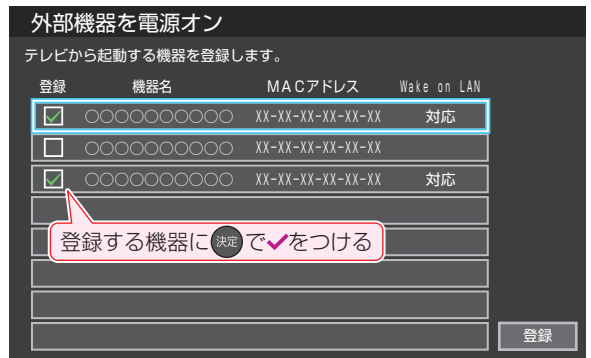 外部機器を電源オン
テレビから起動する機器を登録します。
登録 機器名 MACアドレス Wake on LAN
○○○○○○○○○○ XX-XX-XX-XX-XX-XX 対応
○○○○○○○○○○ XX-XX-XX-XX-XX-XX
○○○○○○○○○○ XX-XX-XX-XX-XX-XX 対応
登録する機器に決定で✓をつける
登録